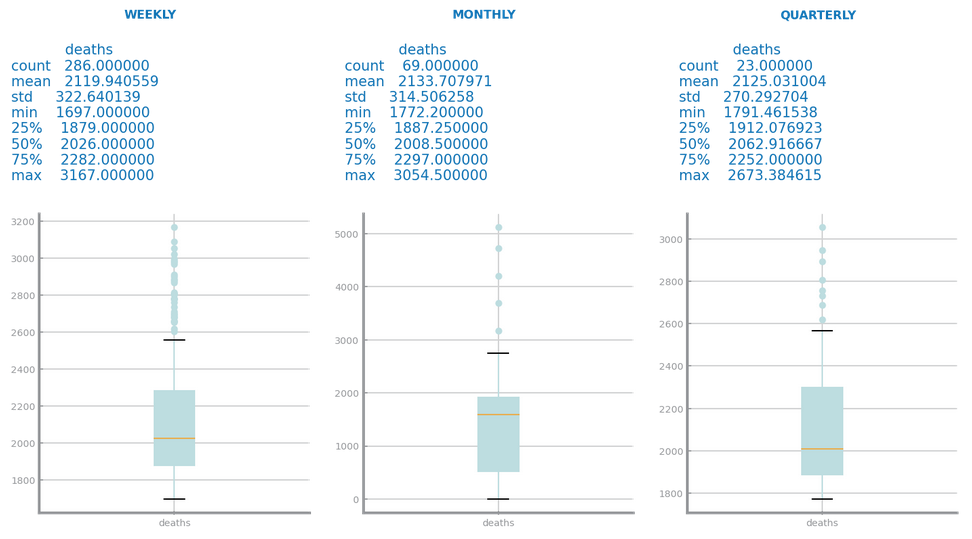 WEEKLY
deaths
count 286.000000
mean 2119.940559
std 322.640139
min 1697.000000
25% 1879.000000
50% 2026.000000
75% 2282.000000
max 3167.000000
3200
3000
2800
2600
2400
2200
2000
1800
deaths
MONTHLY
deaths
count 69.000000
mean 2133.707971
std 314.506258
min 1772.200000
25% 1887.250000
50% 2008.500000
75% 2297.000000
max 3054.500000
5000
4000
3000
2000
1000
0
deaths
QUARTERLY
deaths
count 23.000000
mean 2125.031004
std 270.292704
min 1791.461538
25% 1912.076923
50% 2062.916667
75% 2252.000000
max 2673.384615
3000
2800
2600
2400
2200
2000
1800
deaths